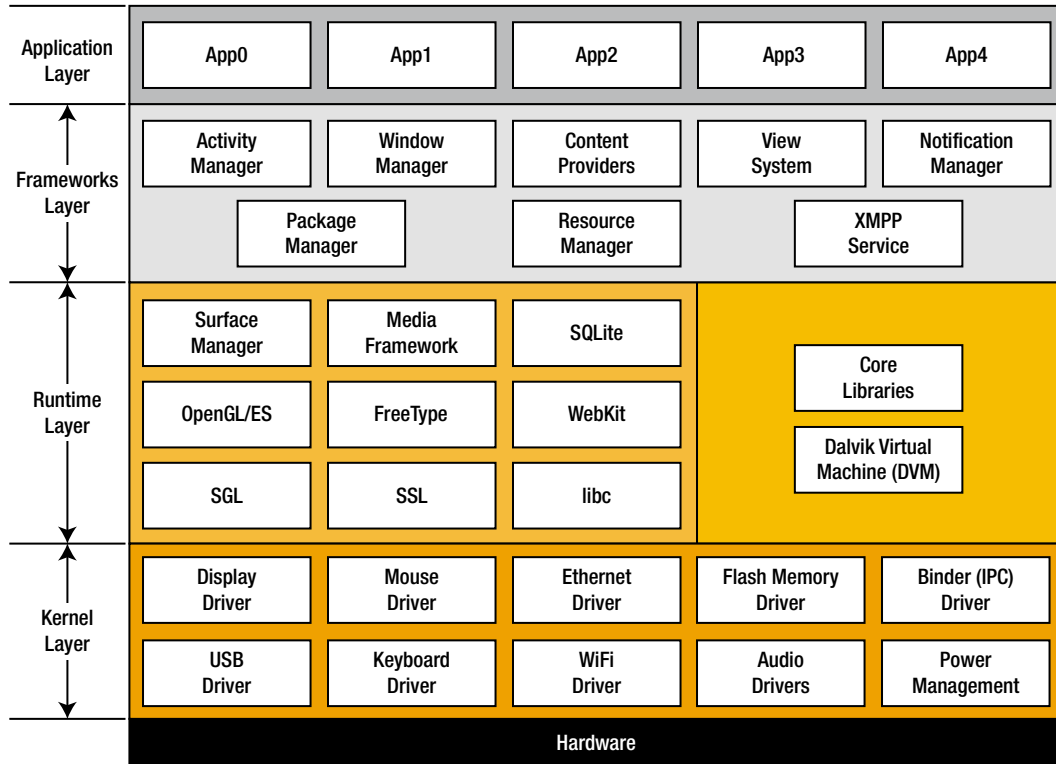 Application
Layer
App0
App1
App2
App3
App4
Frameworks
Layer
Activity
Manager
Window
Manager
Content
Providers
View
System
Notification
Manager
Package
Manager
Resource
Manager
XMPP
Service
Runtime
Layer
Surface
Manager
Media
Framework
SQLite
OpenGL/ES
FreeType
WebKit
SGL
SSL
libc
Core
Libraries
Dalvik Virtual
Machine (DVM)
Kernel
Layer
Display
Driver
Mouse
Driver
Ethernet
Driver
Flash Memory
Driver
Binder (IPC)
Driver
USB
Driver
Keyboard
Driver
WiFi
Driver
Audio
Drivers
Power
Management
Hardware